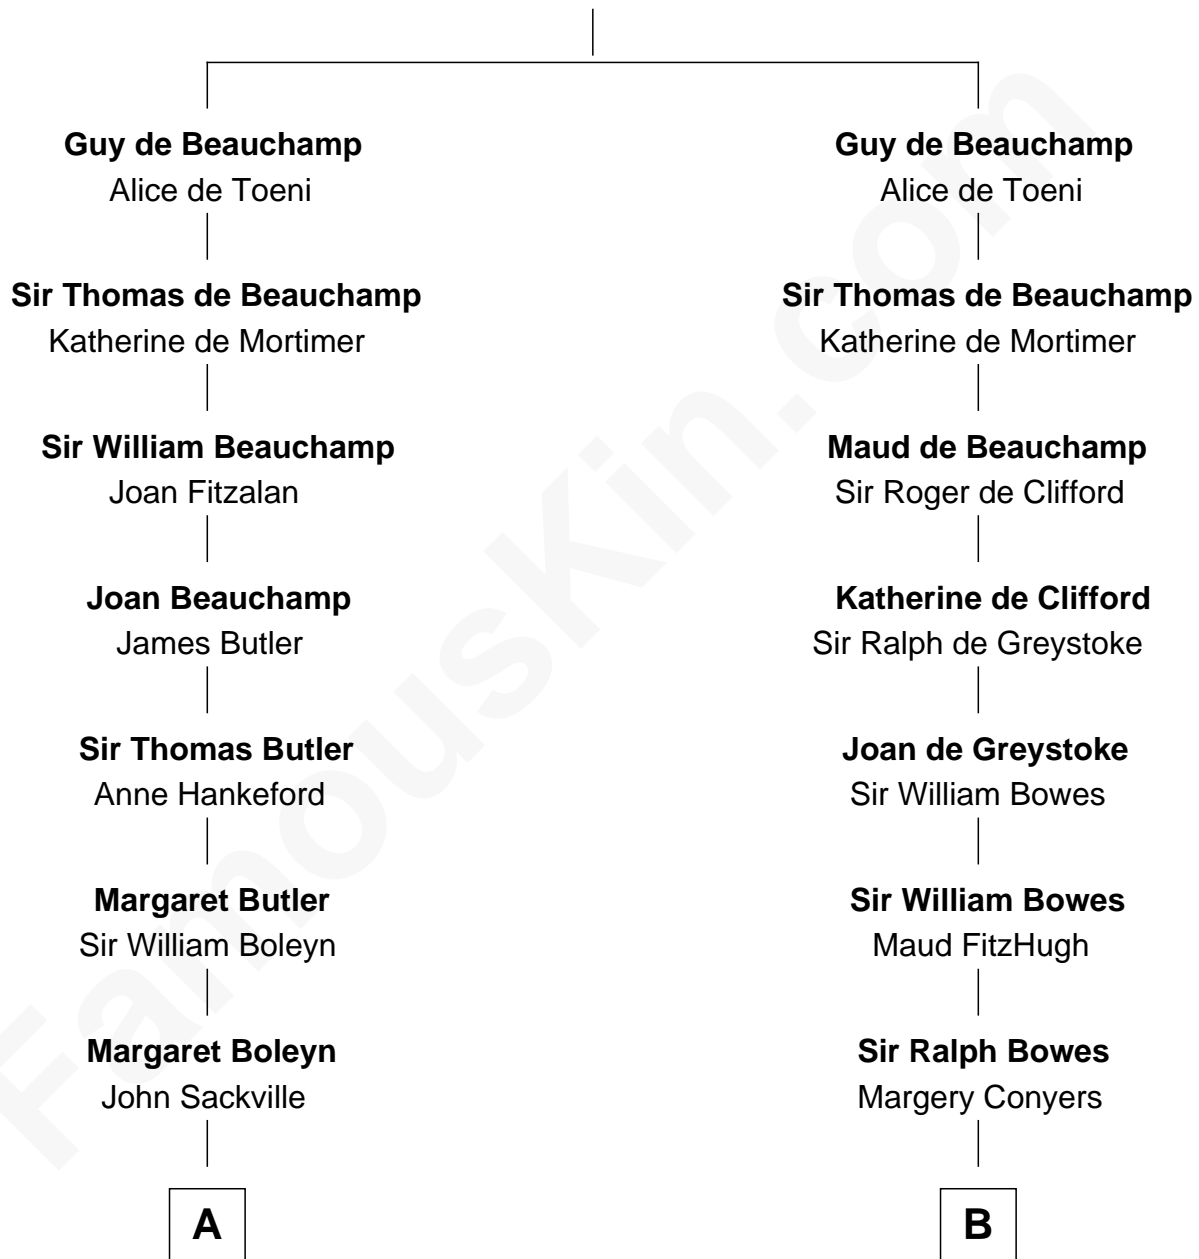 Guy de Beauchamp
Alice de Toeni
Sir Thomas de Beauchamp
Katherine de Mortimer
Sir William Beauchamp
Joan Fitzalan
Joan Beauchamp
James Butler
Sir Thomas Butler
Anne Hankeford
Margaret Butler
Sir William Boleyn
Margaret Boleyn
John Sackville
A
Guy de Beauchamp
Alice de Toeni
Sir Thomas de Beauchamp
Katherine de Mortimer
Maud de Beauchamp
Sir Roger de Clifford
Katherine de Clifford
Sir Ralph de Greystoke
Joan de Greystoke
Sir William Bowes
Sir William Bowes
Maud FitzHugh
Sir Ralph Bowes
Margery Conyers
B
FamousKin.com